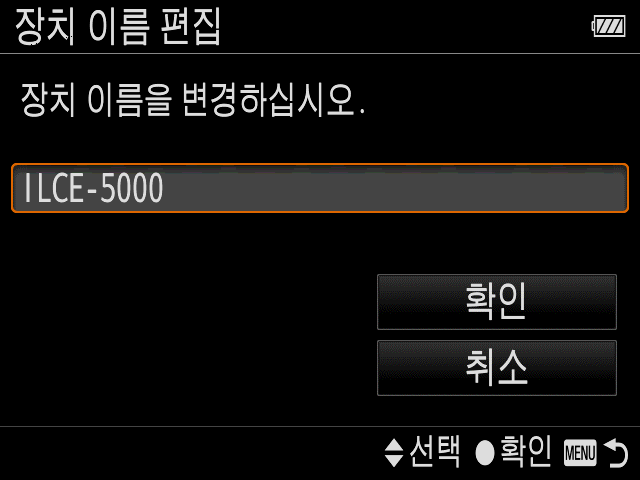 장치 이름 편집
장치 이름을 변경하십시오.
ILCE-5000
확인
취소
선택 확인 MENU